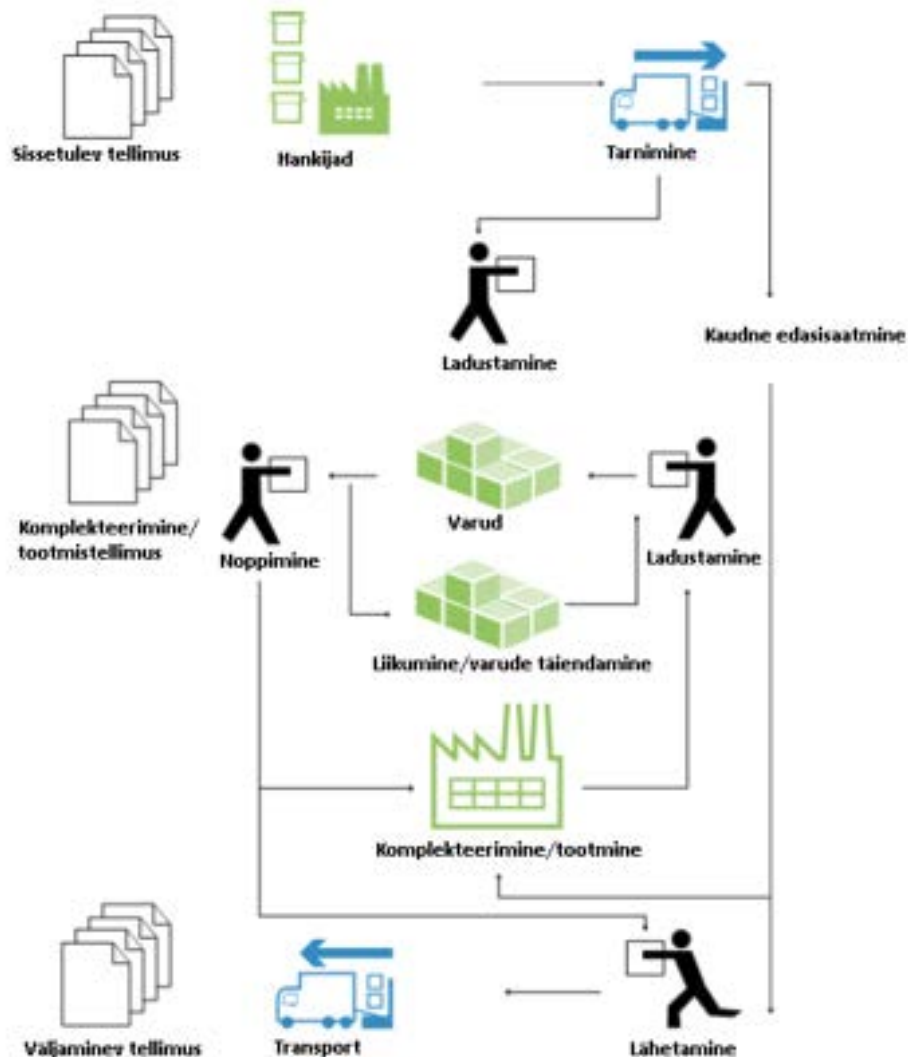 Sissetulev tellimus
Hankijad
Tarnimine
Ladustamine
Kaudne edasisaatmine
Komplekteerimine/
tootmistellimus
Noppimine
Varud
Ladustamine
Liikumine/varude täiendamine
Komplekteerimine/tootmine
Väljaminev tellimus
Transport
Lähetamine